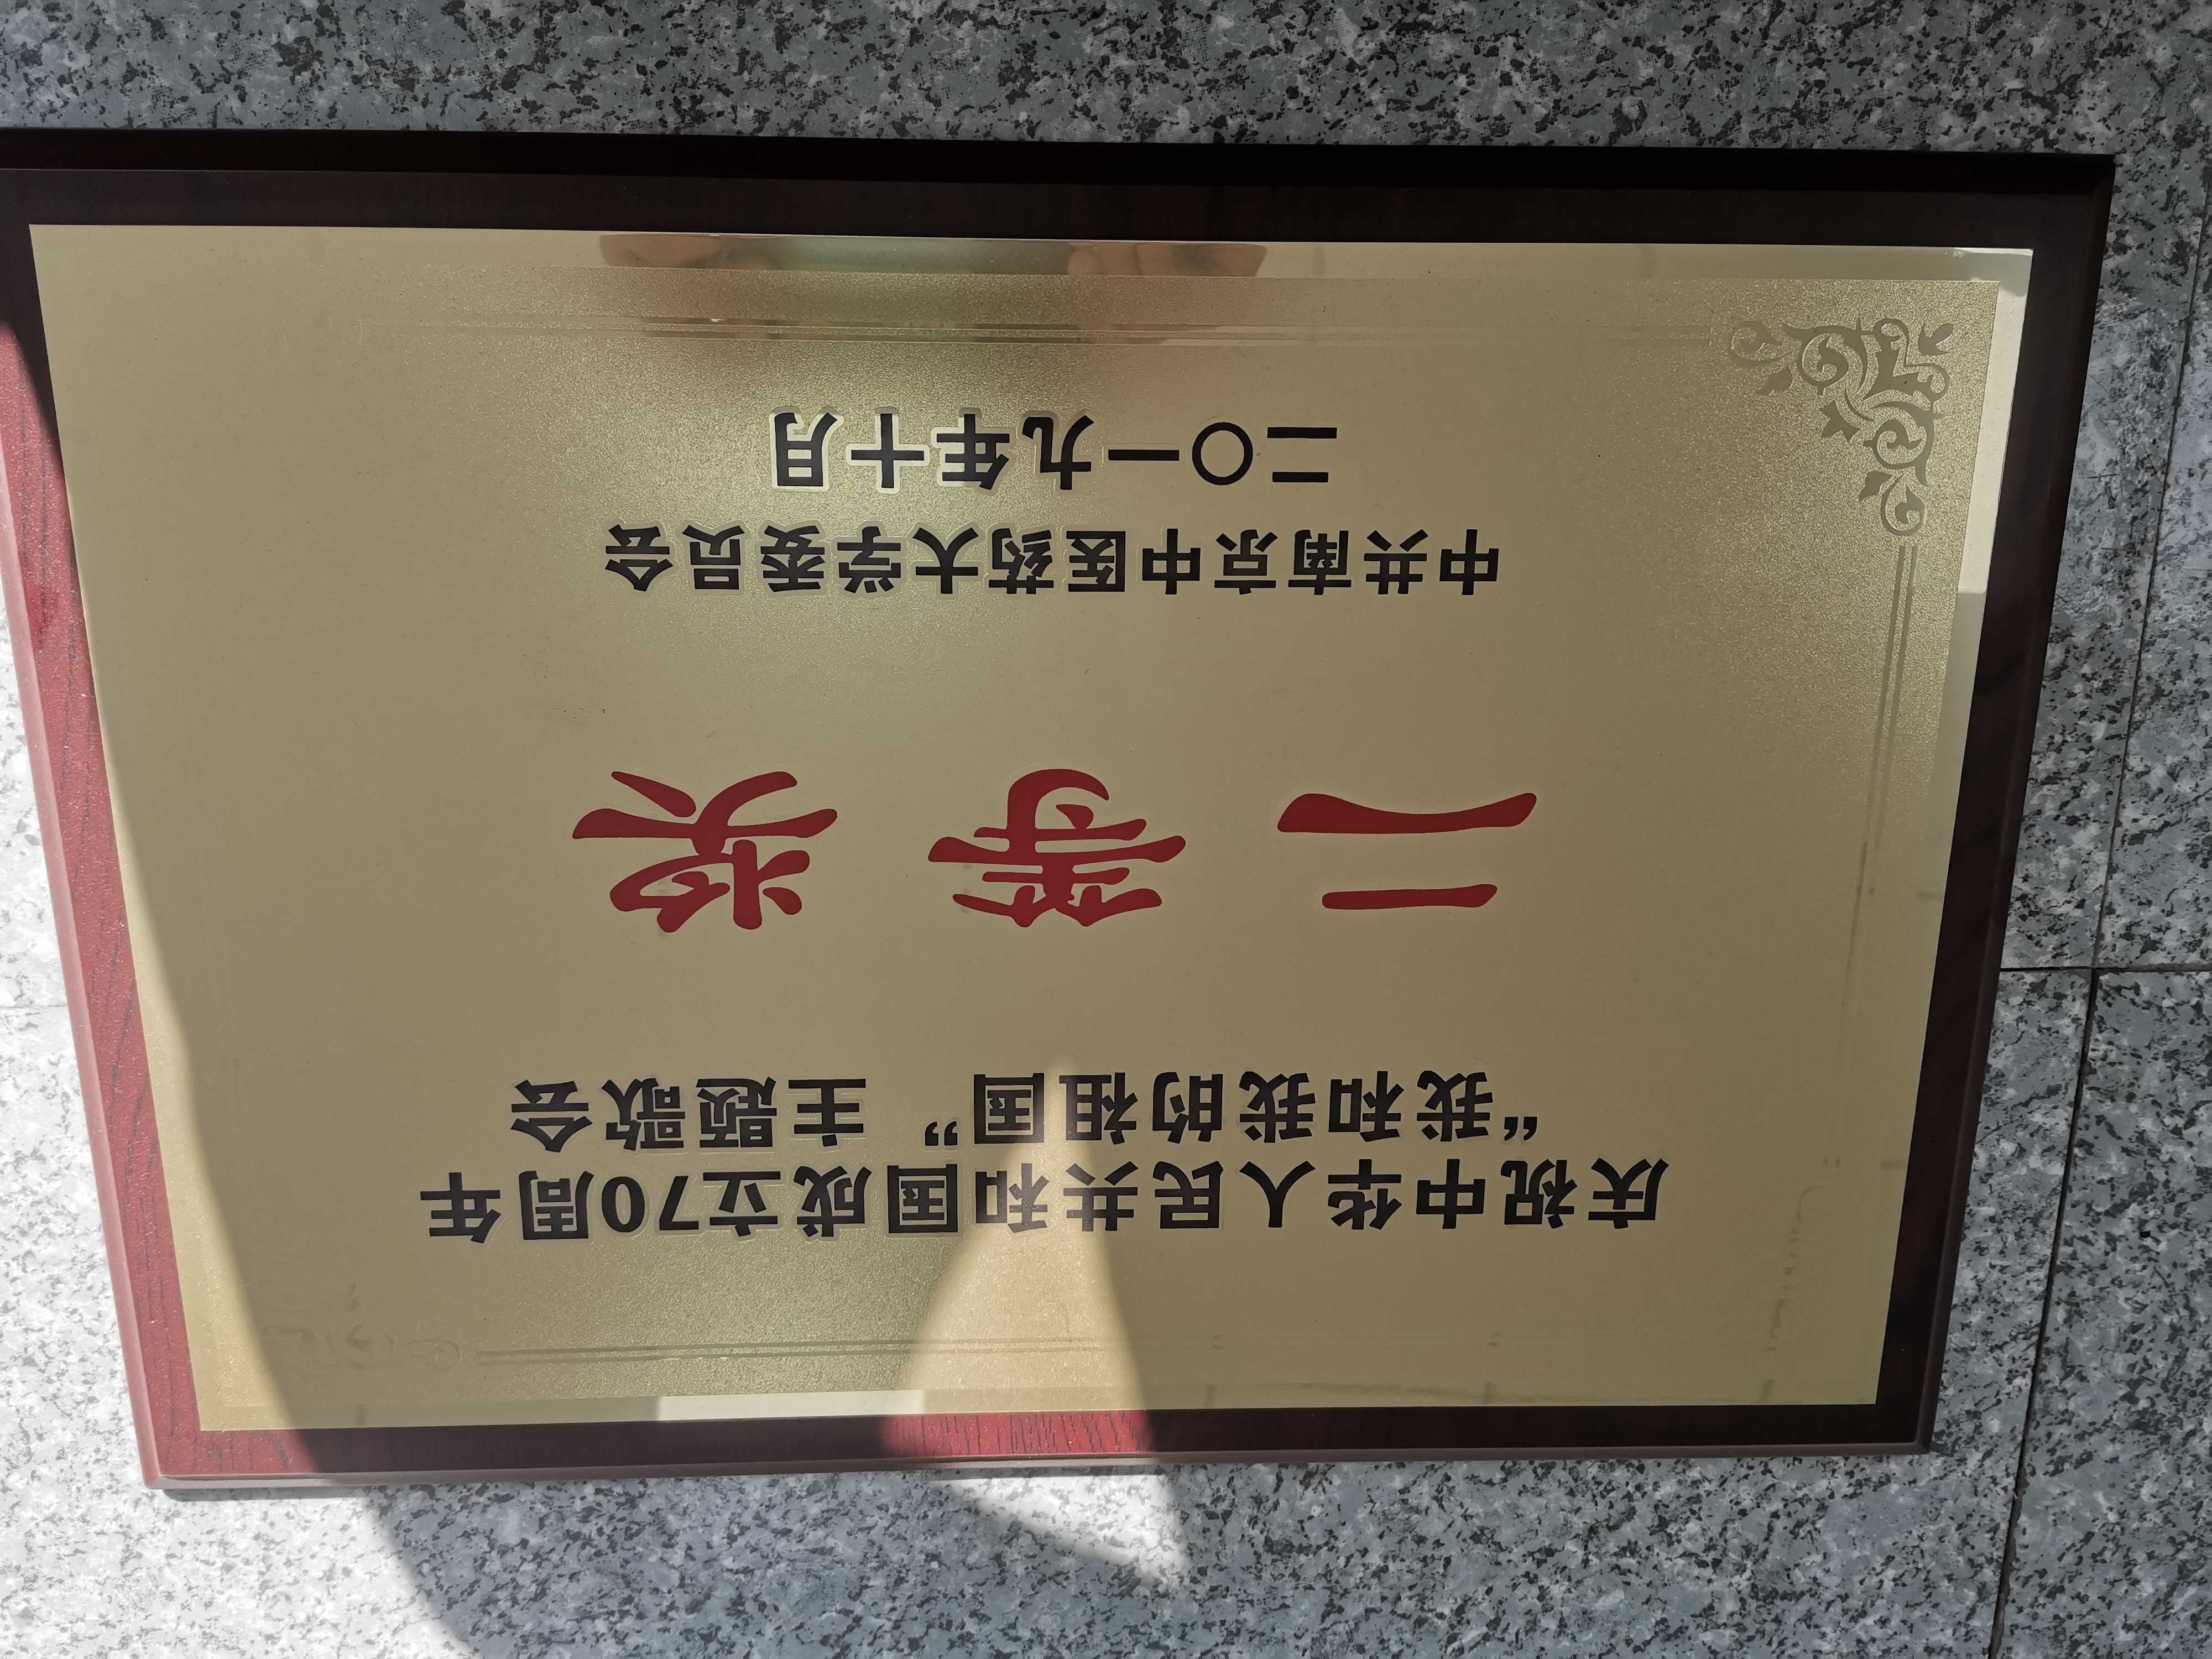 庆祝中华人民共和国成立70周年
“我和我的祖国” 主题歌会
二等奖
中共南京中医药大学委员会
二〇一九年十月